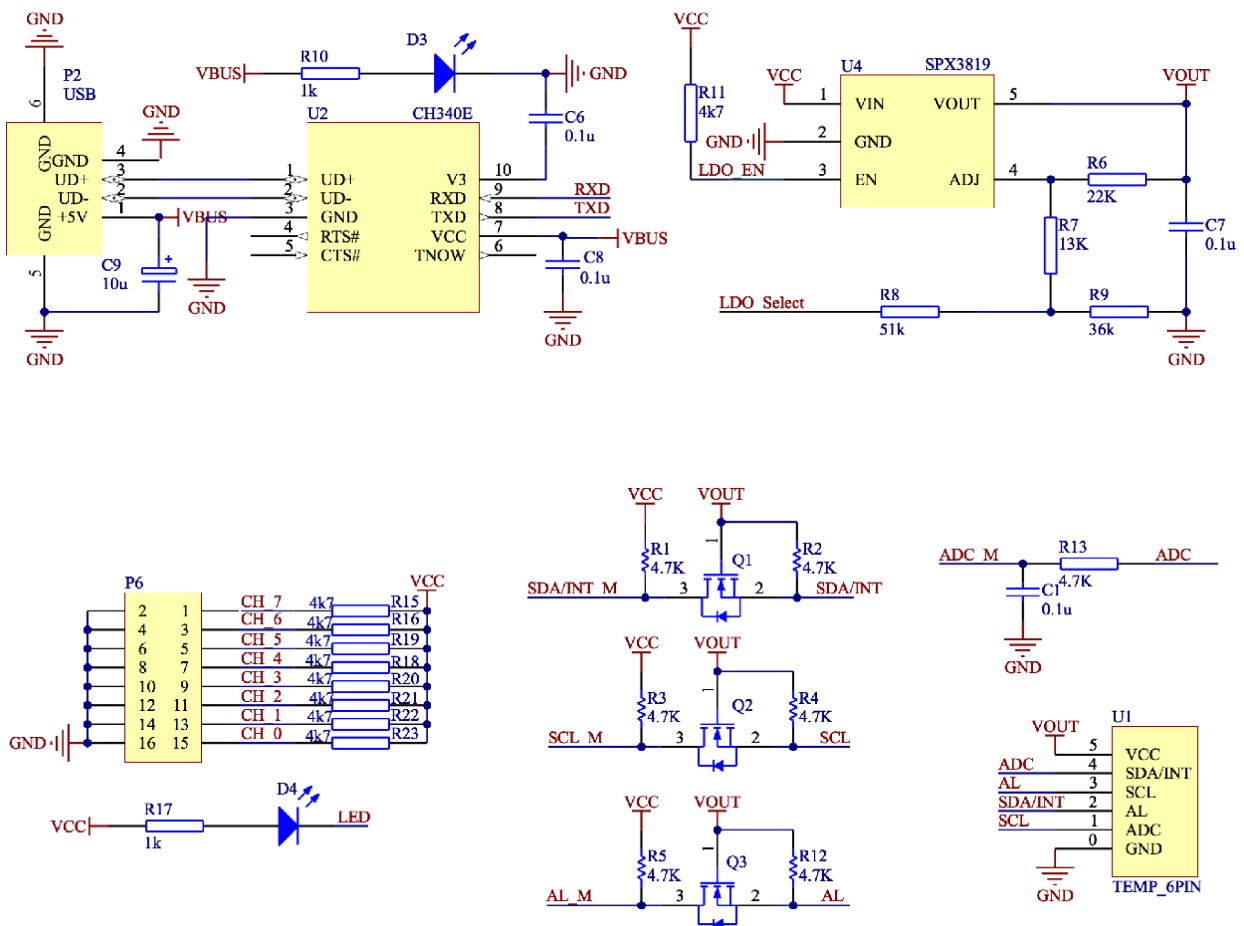 GND
P2
USB
6
GND
GND
4
GND
UD+
3
UD-
2
+5V
1
VBUS
GND
5
C9
10u
+
GND
GND
VBUS
R10
1k
D3
GND
C6
0.1u
U2
CH340E
1
UD+
2
UD-
3
GND
4
RTS#
5
CTS#
V3
10
RXD
9
RXD
TXD
8
TXD
VCC
7
VBUS
TNOW
6
C8
0.1u
GND
VCC
R11
4k7
VCC
U4
SPX3819
1
VIN
VOUT
5
VOUT
GND
2
GND
LDO_EN
3
EN
ADJ
4
R6
22K
R7
13K
C7
0.1u
LDO_Select
R8
51k
R9
36k
GND
P6
VCC
2
1
CH_7
4k7
R15
4
3
CH_6
4k7
R16
6
5
CH_5
4k7
R19
8
7
CH_4
4k7
R18
10
9
CH_3
4k7
R20
12
11
CH_2
4k7
R21
14
13
CH_1
4k7
R22
GND
16
15
CH_0
4k7
R23
VCC
R17
1k
D4
LED
VCC
VOUT
R1
4.7K
1
Q1
R2
4.7K
SDA/INT_M
3
2
SDA/INT
VCC
VOUT
R3
4.7K
1
Q2
R4
4.7K
SCL_M
3
2
SCL
VCC
VOUT
R5
4.7K
1
Q3
R12
4.7K
AL_M
3
2
AL
ADC_M
R13
4.7K
ADC
C1
0.1u
GND
U1
VOUT
5
VCC
ADC
4
SDA/INT
AL
3
SCL
SDA/INT
2
AL
SCL
1
ADC
0
GND
GND
TEMP_6PIN